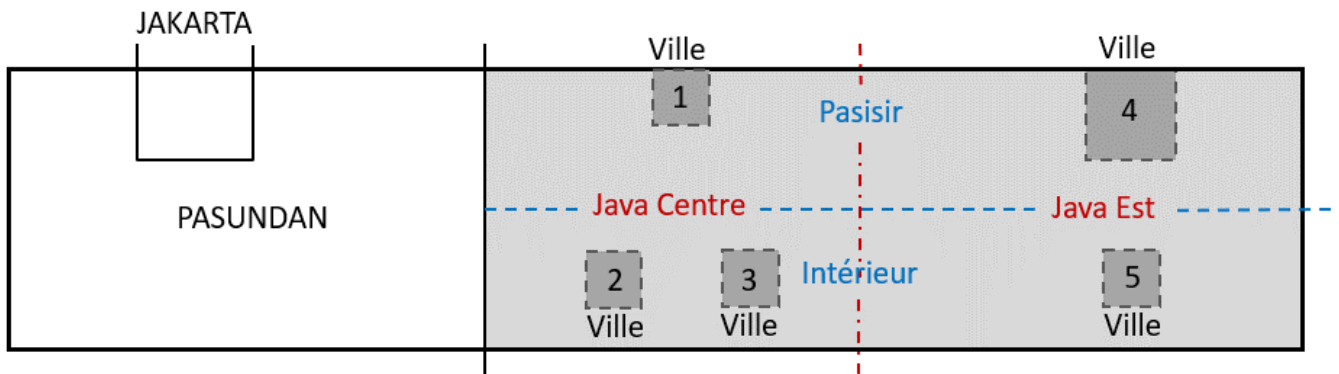 JAKARTA
Ville
Ville
1
4
Pasisir
PASUNDAN
Java Centre
Java Est
Intérieur
2
3
5
Ville
Ville
Ville